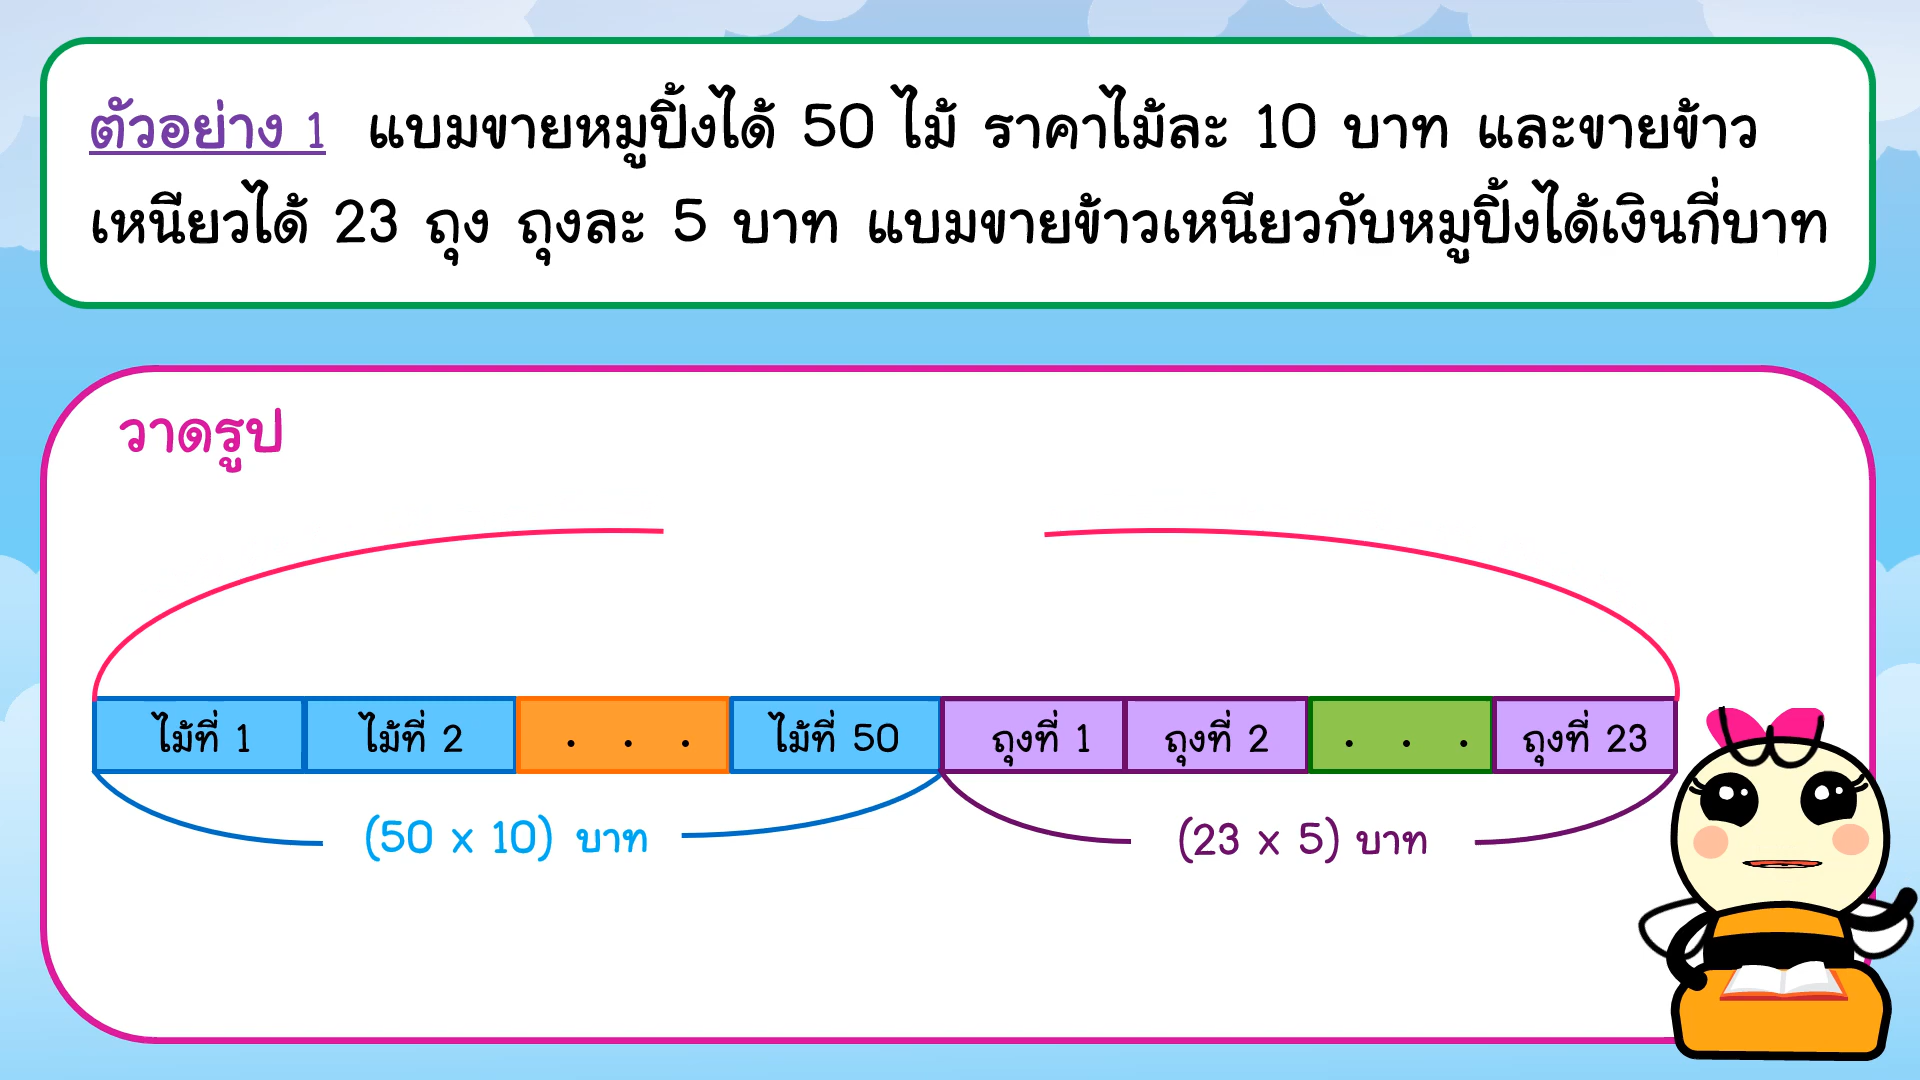 ตัวอย่าง 1 แบมขายหมูปิ้งได้ 50 ไม้ ราคาไม้ละ 10 บาท และขายข้าว
เหนียวได้ 23 ถุง ถุงละ 5 บาท แบมขายข้าวเหนียวกับหมูปิ้งได้เงินกี่บาท
วาดรูป
ไม้ที่ 1 ไม้ที่ 2 . . . ไม้ที่ 50 ถุงที่ 1 ถุงที่ 2 . . . ถุงที่ 23
(50 x 10) บาท (23 x 5) บาท